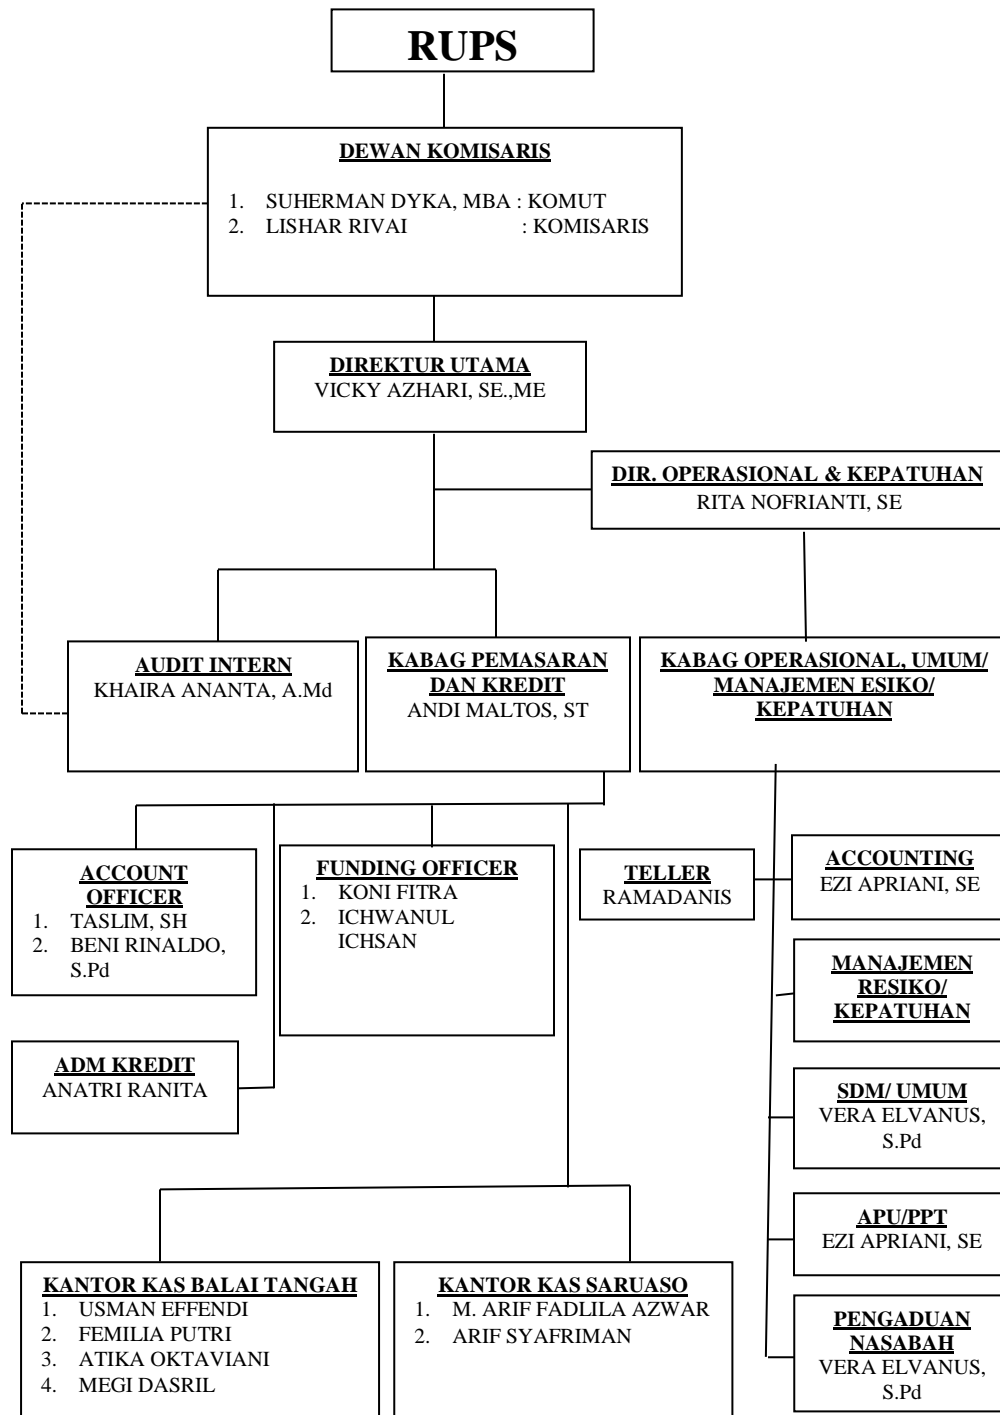 RUPS
DEWAN KOMISARIS
1. SUHERMAN DYKA, MBA : KOMUT
2. LISHAR RIVAI : KOMISARIS
DIREKTUR UTAMA
VICKY AZHARI, SE.,ME
DIR. OPERASIONAL & KEPATUHAN
RITA NOFRIANTI, SE
AUDIT INTERN
KHAIRA ANANTA, A.Md
KABAG PEMASARAN
DAN KREDIT
ANDI MALTOS, ST
KABAG OPERASIONAL, UMUM/
MANAJEMEN ESIKO/
KEPATUHAN
ACCOUNT
OFFICER
1. TASLIM, SH
2. BENI RINALDO,
S.Pd
FUNDING OFFICER
1. KONI FITRA
2. ICHWANUL
ICHSAN
TELLER
RAMADANIS
ACCOUNTING
EZI APRIANI, SE
MANAJEMEN
RESIKO/
KEPATUHAN
ADM KREDIT
ANATRI RANITA
SDM/ UMUM
VERA ELVANUS,
S.Pd
APU/PPT
EZI APRIANI, SE
KANTOR KAS BALAI TANGAH
1. USMAN EFFENDI
2. FEMILIA PUTRI
3. ATIKA OKTAVIANI
4. MEGI DASRIL
KANTOR KAS SARUASO
1. M. ARIF FADLILA AZWAR
2. ARIF SYAFRIMAN
PENGADUAN
NASABAH
VERA ELVANUS,
S.Pd